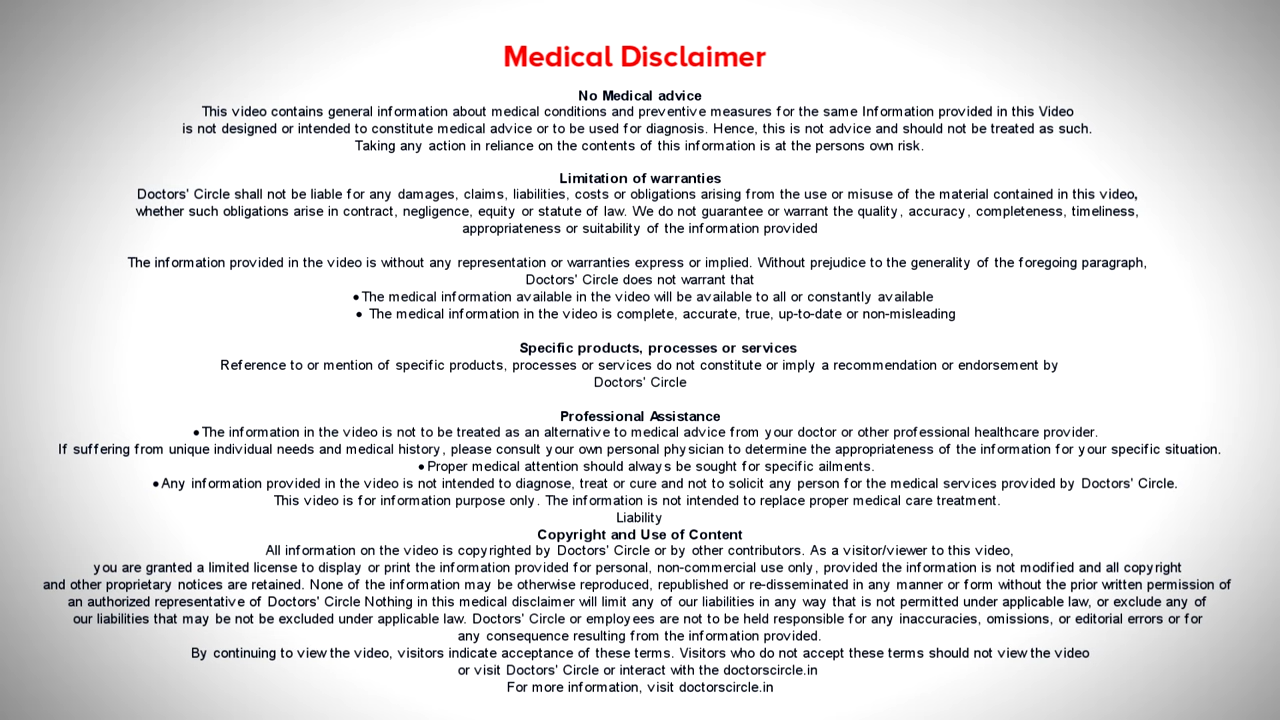 Medical Disclaimer
No Medical advice
This video contains general information about medical conditions and preventive measures for the same Information provided in this Video
is not designed or intended to constitute medical advice or to be used for diagnosis. Hence, this is not advice and should not be treated as such.
Taking any action in reliance on the contents of this information is at the persons own risk.
Limitation of warranties
Doctors' Circle shall not be liable for any damages, claims, liabilities, costs or obligations arising from the use or misuse of the material contained in this video,
whether such obligations arise in contract, negligence, equity or statute of law. We do not guarantee or warrant the quality, accuracy, completeness, timeliness,
appropriateness or suitability of the information provided
The information provided in the video is without any representation or warranties express or implied. Without prejudice to the generality of the foregoing paragraph,
Doctors' Circle does not warrant that
• The medical information available in the video will be available to all or constantly available
• The medical information in the video is complete, accurate, true, up-to-date or non-misleading
Specific products, processes or services
Reference to or mention of specific products, processes or services do not constitute or imply a recommendation or endorsement by
Doctors' Circle
Professional Assistance
• The information in the video is not to be treated as an alternative to medical advice from your doctor or other professional healthcare provider.
If suffering from unique individual needs and medical history, please consult your own personal physician to determine the appropriateness of the information for your specific situation.
• Proper medical attention should always be sought for specific ailments.
• Any information provided in the video is not intended to diagnose, treat or cure and not to solicit any person for the medical services provided by Doctors' Circle.
This video is for information purpose only. The information is not intended to replace proper medical care treatment.
Liability
Copyright and Use of Content
All information on the video is copyrighted by Doctors' Circle or by other contributors. As a visitor/viewer to this video,
you are granted a limited license to display or print the information provided for personal, non-commercial use only, provided the information is not modified and all copyright
and other proprietary notices are retained. None of the information may be otherwise reproduced, republished or re-disseminated in any manner or form without the prior written permission of
an authorized representative of Doctors' Circle Nothing in this medical disclaimer will limit any of our liabilities in any way that is not permitted under applicable law, or exclude any of
our liabilities that may be not be excluded under applicable law. Doctors' Circle or employees are not to be held responsible for any inaccuracies, omissions, or editorial errors or for
any consequence resulting from the information provided.
By continuing to view the video, visitors indicate acceptance of these terms. Visitors who do not accept these terms should not view the video
or visit Doctors' Circle or interact with the doctorscircle.in
For more information, visit doctorscircle.in